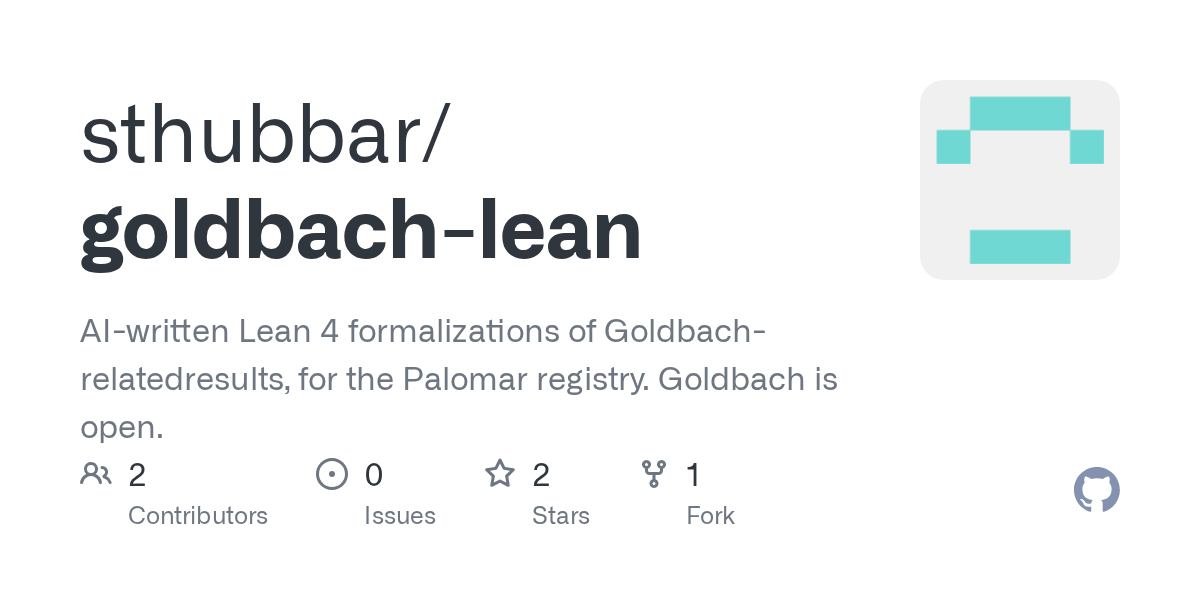 sthubbar/
goldbach-lean
AI-written Lean 4 formalizations of Goldbach-
relatedresults, for the Palomar registry. Goldbach is
open.
2 0 2 1
Contributors Issues Stars Fork